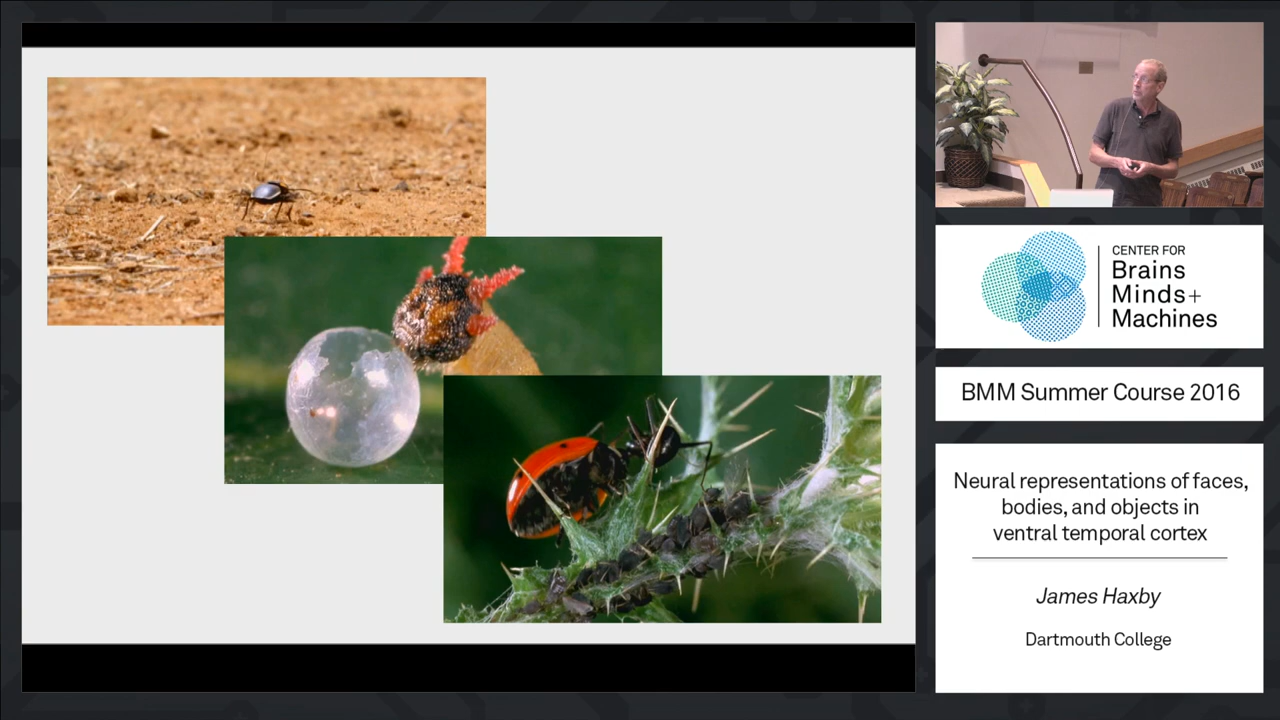 CENTER FOR
Brains
Minds+
Machines
BMM Summer Course 2016
Neural representations of faces,
bodies, and objects in
ventral temporal cortex
James Haxby
Dartmouth College